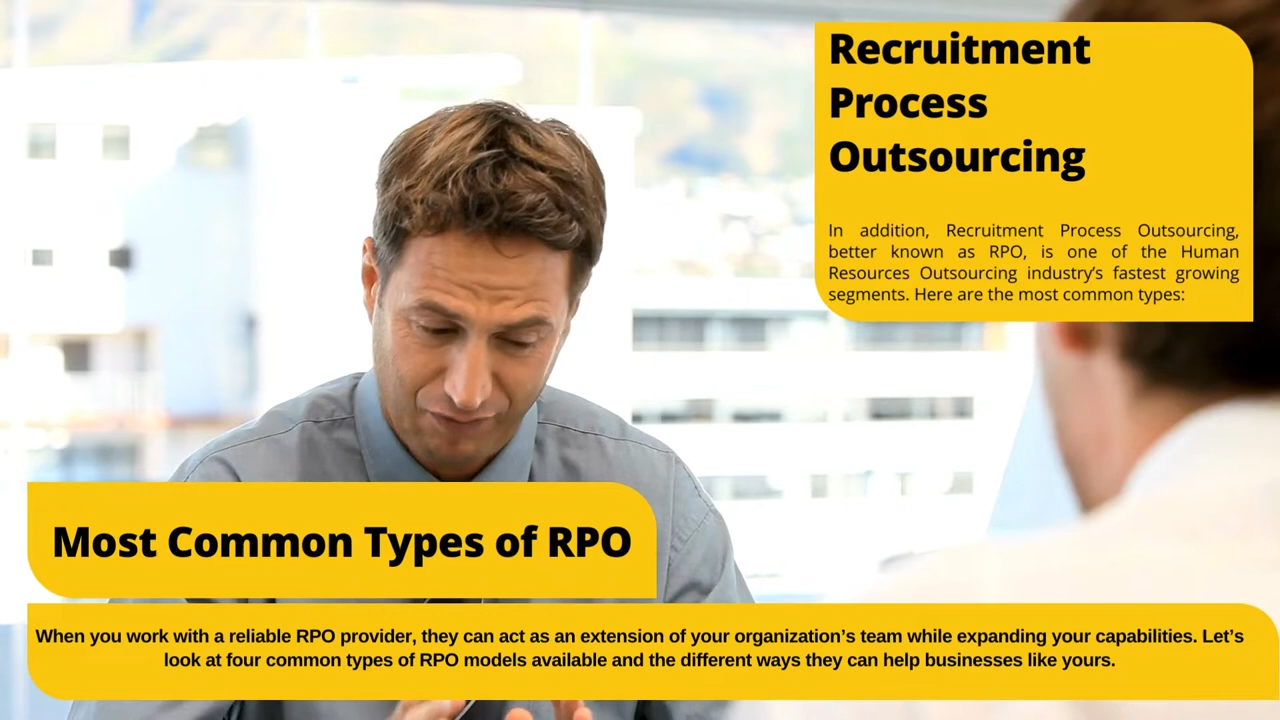 Recruitment
Process
Outsourcing
In addition, Recruitment Process Outsourcing,
better known as RPO, is one of the Human
Resources Outsourcing industry’s fastest growing
segments. Here are the most common types:
Most Common Types of RPO
When you work with a reliable RPO provider, they can act as an extension of your organization’s team while expanding your capabilities. Let’s
look at four common types of RPO models available and the different ways they can help businesses like yours.